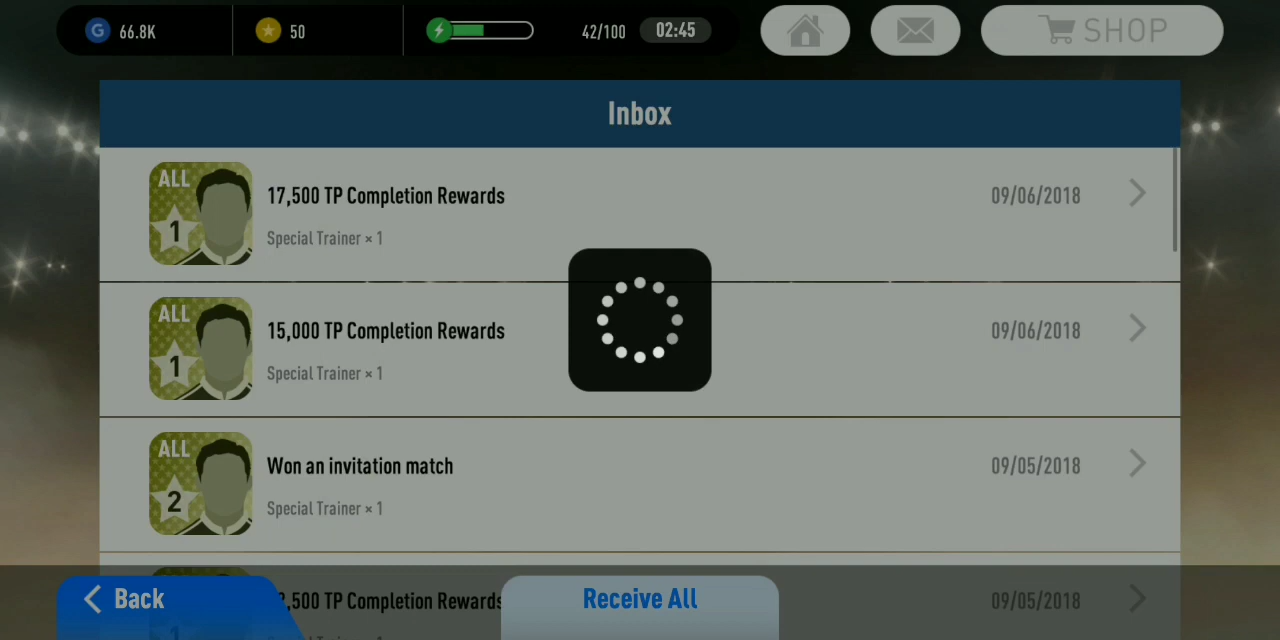 G 66.8K
50
42/100
02:45
SHOP
Inbox
ALL
1
17,500 TP Completion Rewards
Special Trainer × 1
09/06/2018
ALL
1
15,000 TP Completion Rewards
Special Trainer × 1
09/06/2018
ALL
2
Won an invitation match
Special Trainer × 1
09/05/2018
,500 TP Completion Rewards
09/05/2018
1
Back
Receive All